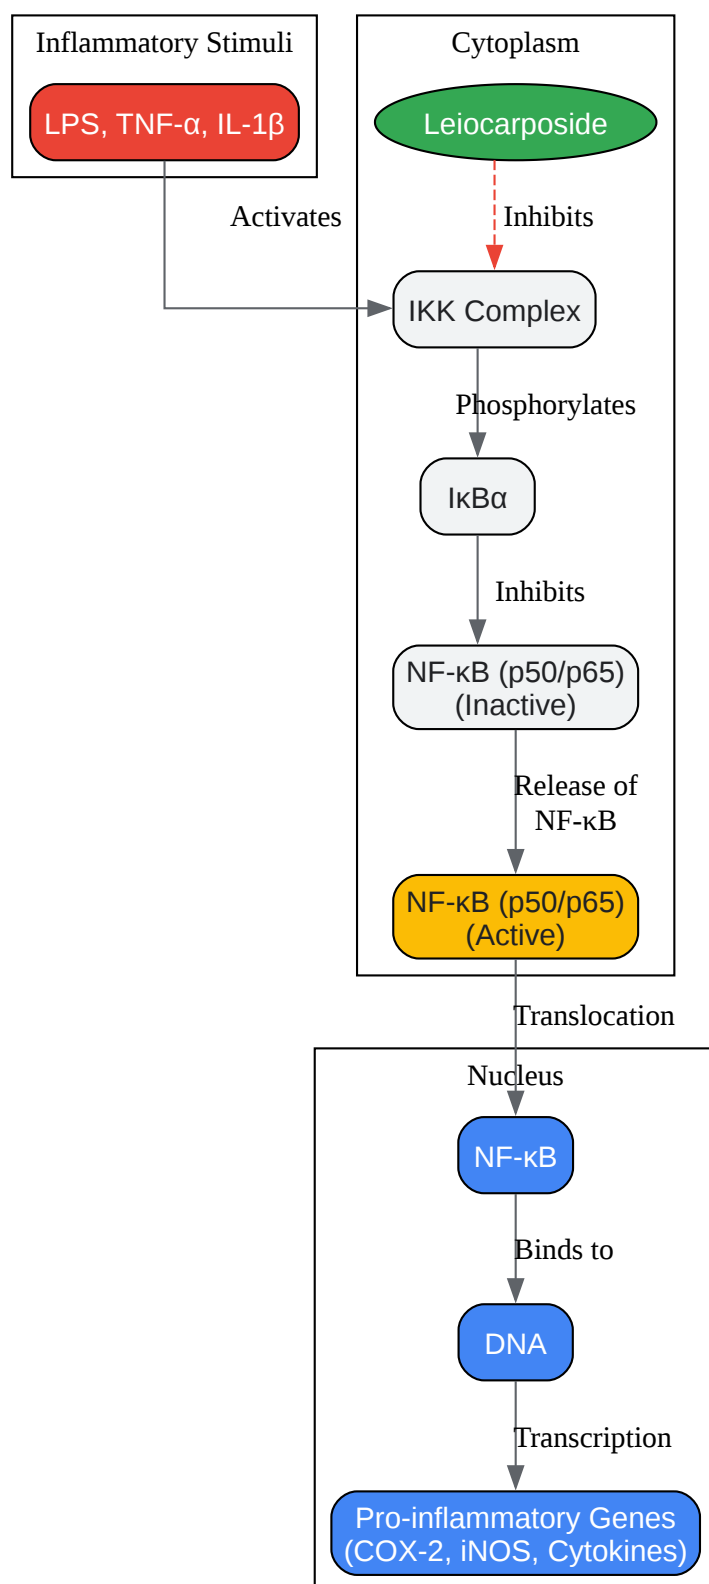 Inflammatory Stimuli
Cytoplasm
LPS, TNF-α, IL-1β
Leiocarposide
Activates
Inhibits
IKK Complex
Phosphorylates
IκBα
Inhibits
NF-κB (p50/p65)
(Inactive)
Release of
NF-κB
NF-κB (p50/p65)
(Active)
Translocation
Nucleus
NF-κB
Binds to
DNA
Transcription
Pro-inflammatory Genes
(COX-2, iNOS, Cytokines)